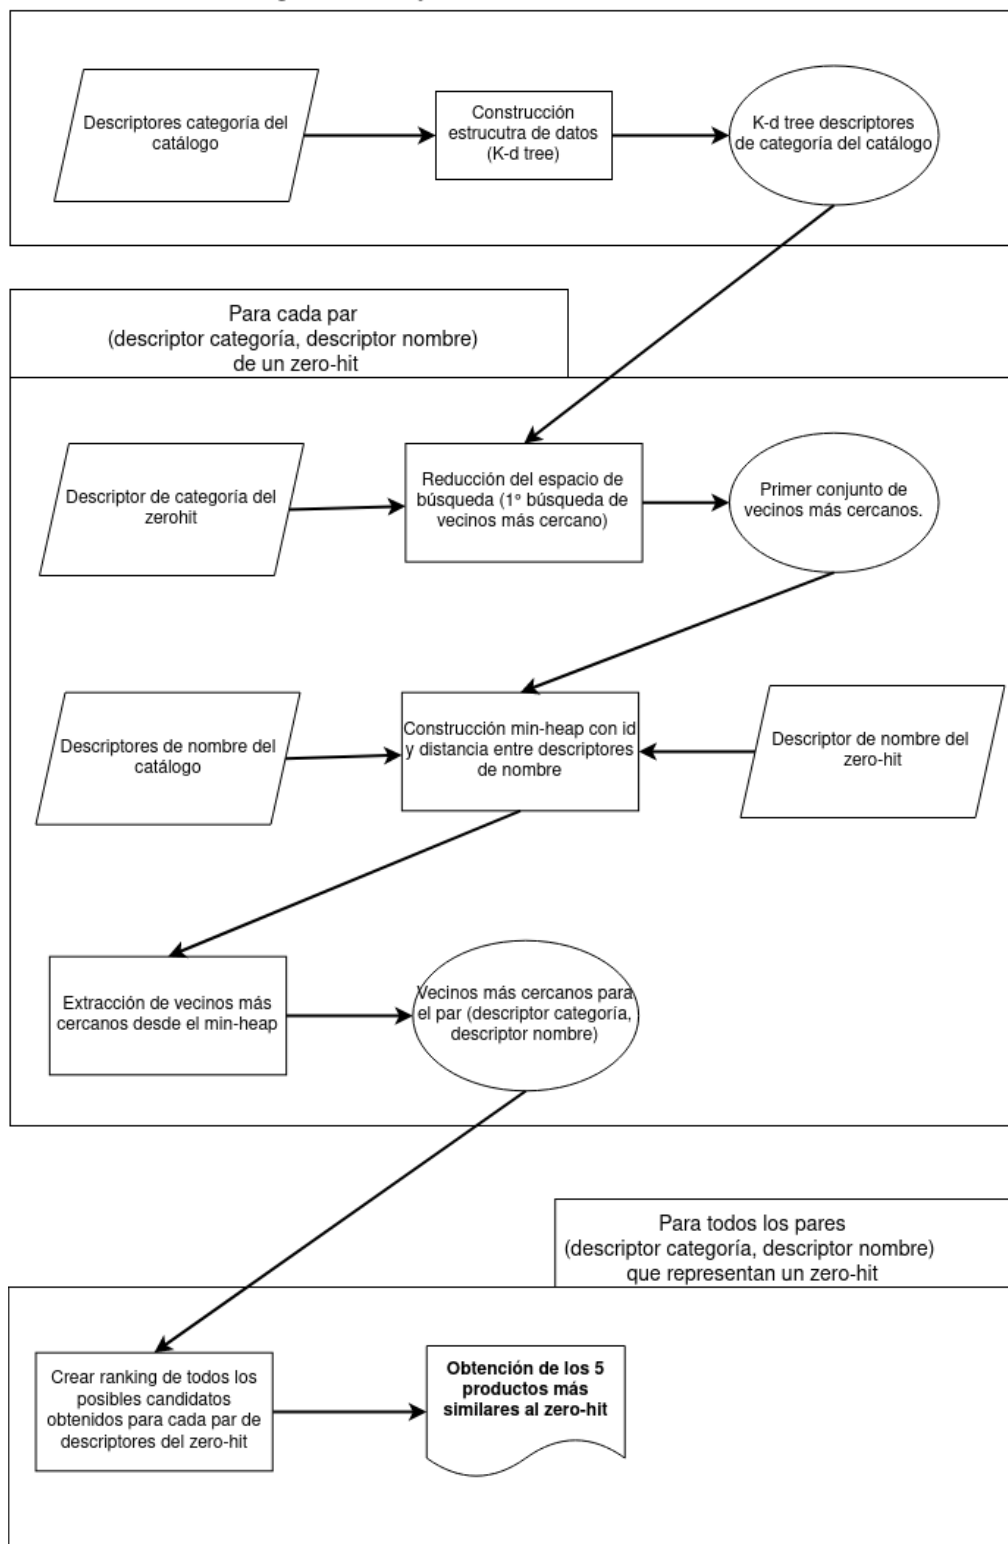 Descriptores categoría del
catálogo
Construcción
estrucutra de datos
(K-d tree)
K-d tree descriptores
de categoría del catálogo
Para cada par
(descriptor categoría, descriptor nombre)
de un zero-hit
Descriptor de categoría del
zerohit
Reducción del espacio de
búsqueda (1º búsqueda de
vecinos más cercano)
Primer conjunto de
vecinos más cercanos.
Descriptores de nombre del
catálogo
Construcción min-heap con id
y distancia entre descriptores
de nombre
Descriptor de nombre del
zero-hit
Extracción de vecinos más
cercanos desde el min-heap
Vecinos más cercanos para
el par (descriptor categoría,
descriptor nombre)
Para todos los pares
(descriptor categoría, descriptor nombre)
que representan un zero-hit
Crear ranking de todos los
posibles candidatos
obtenidos para cada par de
descriptores del zero-hit
Obtención de los 5
productos más
similares al zero-hit